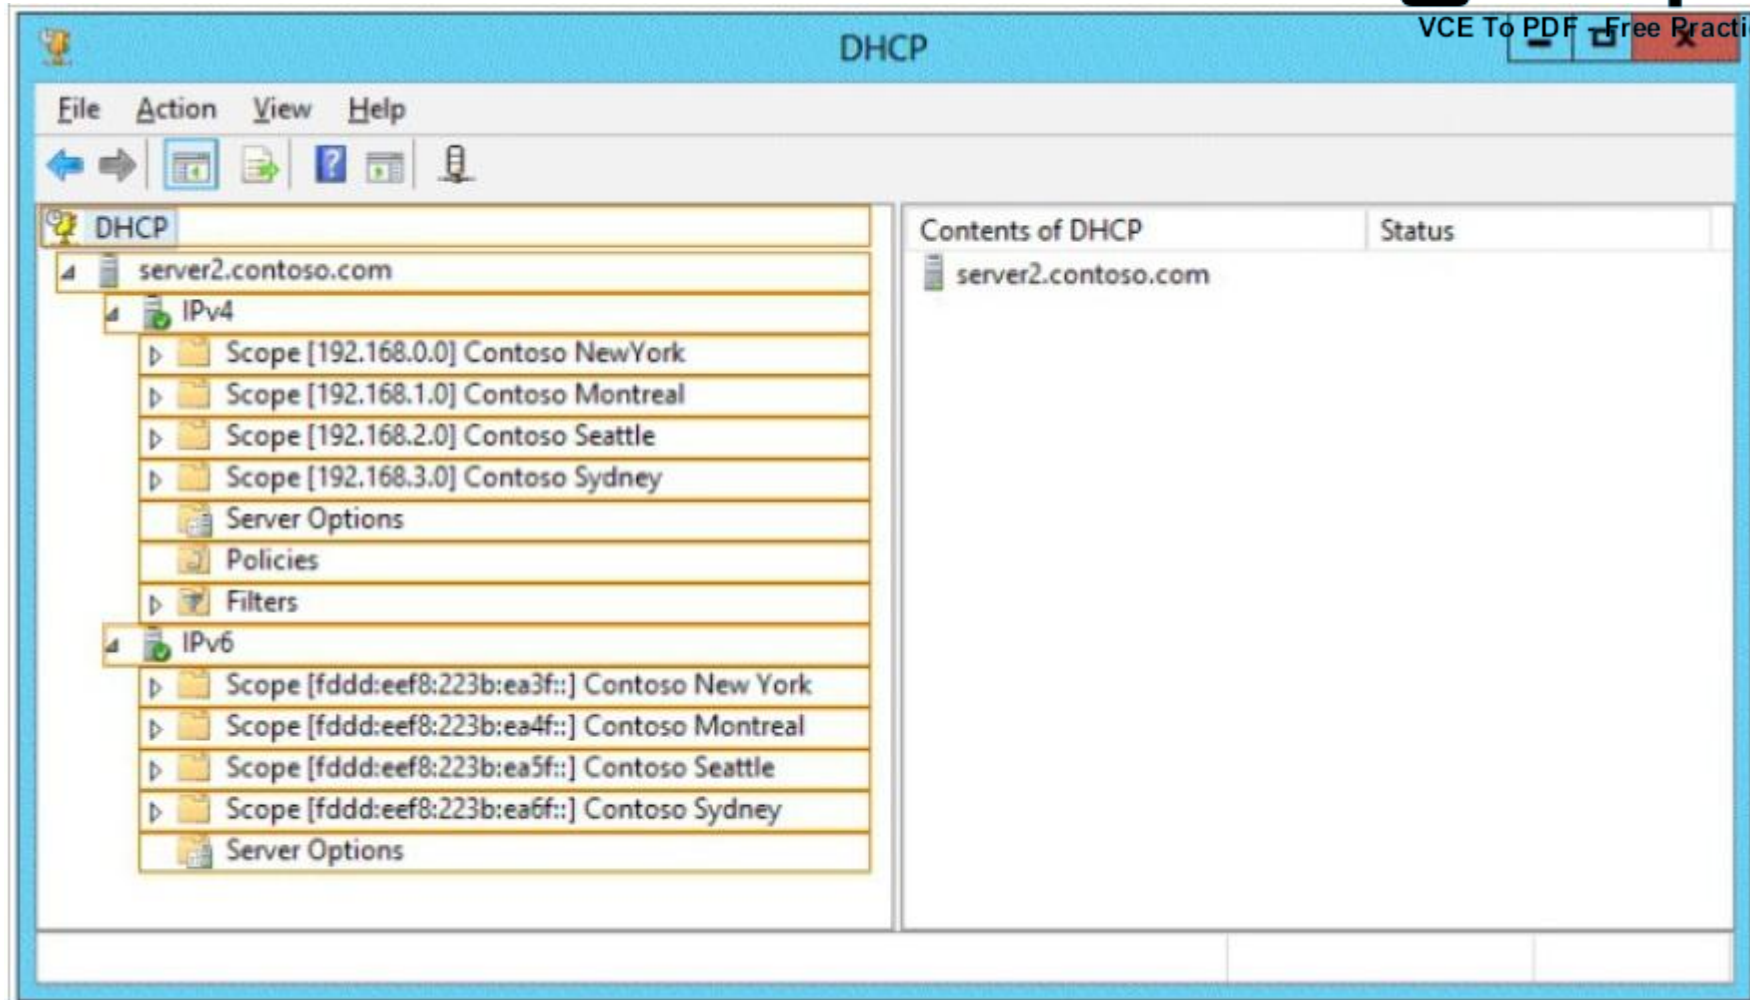 VCE To PDF - Free Practi
DHCP
File Action View Help
DHCP
server2.contoso.com
IPv4
Scope [192.168.0.0] Contoso NewYork
Scope [192.168.1.0] Contoso Montreal
Scope [192.168.2.0] Contoso Seattle
Scope [192.168.3.0] Contoso Sydney
Server Options
Policies
Filters
IPv6
Scope [fddd:eef8:223b:ea3f::] Contoso New York
Scope [fddd:eef8:223b:ea4f::] Contoso Montreal
Scope [fddd:eef8:223b:ea5f::] Contoso Seattle
Scope [fddd:eef8:223b:ea6f::] Contoso Sydney
Server Options
Contents of DHCP Status
server2.contoso.com